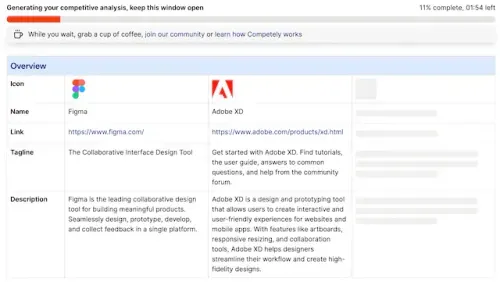 Generating your competitive analysis, keep this window open
11% complete, 01:54 left
While you wait, grab a cup of coffee, join our community or learn how Competely works
Overview
Icon
Name
Figma
Adobe XD
Link
https://www.figma.com/
https://www.adobe.com/products/xd.html
Tagline
The Collaborative Interface Design Tool
Get started with Adobe XD. Find tutorials,
the user guide, answers to common
questions, and help from the community
forum.
Description
Figma is the leading collaborative design
tool for building meaningful products.
Seamlessly design, prototype, develop,
and collect feedback in a single platform.
Adobe XD is a design and prototyping tool
that allows users to create interactive and
user-friendly experiences for websites and
mobile apps. With features like artboards,
responsive resizing, and collaboration
tools, Adobe XD helps designers
streamline their workflow and create high-
fidelity designs.